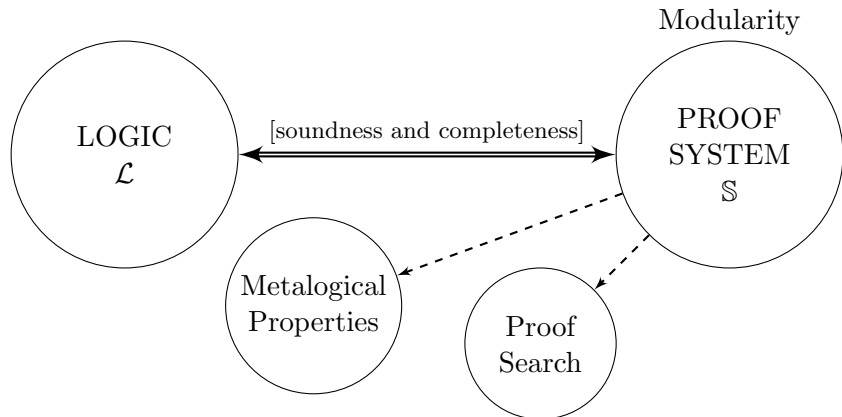 Modularity
LOGIC
ℒ
[soundness and completeness]
PROOF
SYSTEM
𝕊
Metalogical
Properties
Proof
Search